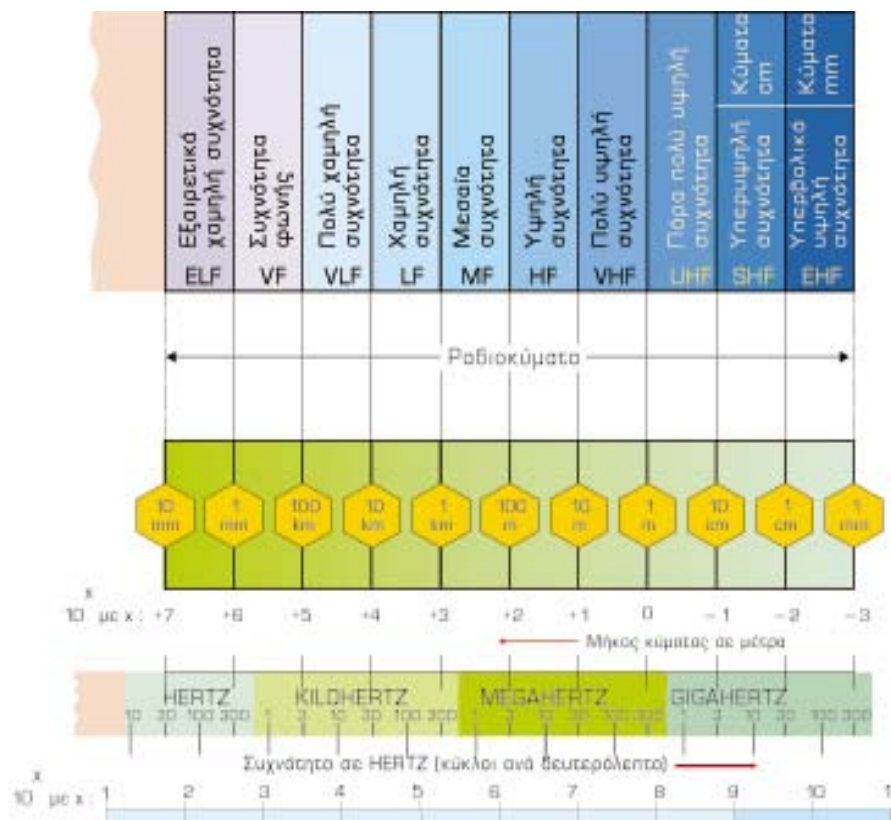 Εξαιρετικά
χαμηλή συχνότητα
ELF
Συχνότητα
φωνής
VF
Πολύ χαμηλή
συχνότητα
VLF
Χαμηλή
συχνότητα
LF
Μεσαία
συχνότητα
MF
Υψηλή
συχνότητα
HF
Πολύ υψηλή
συχνότητα
VHF
Πάρα πολύ υψηλή
συχνότητα
UHF
Κύματα
cm
Υπερυψηλή
συχνότητα
SHF
Κύματα
mm
Υπερβολικά
υψηλή
συχνότητα
EHF
Ραδιοκύματα
10 mm
1 mm
100 km
10 km
1 km
100 m
10 m
1 m
10 cm
1 cm
1 mm
x
10 με x : +7 +6 +5 +4 +3 +2 +1 0 −1 −2 −3
Μήκος κύματος σε μέτρα
HERTZ KILOHERTZ MEGAHERTZ GIGAHERTZ
10 30 100 300 1 3 10 30 100 300 1 3 10 30 100 300 1 3 10 30 100 300
Συχνότητα σε HERTZ (κύκλοι ανά δευτερόλεπτο)
x
10 με x : 1 2 3 4 5 6 7 8 9 10 1